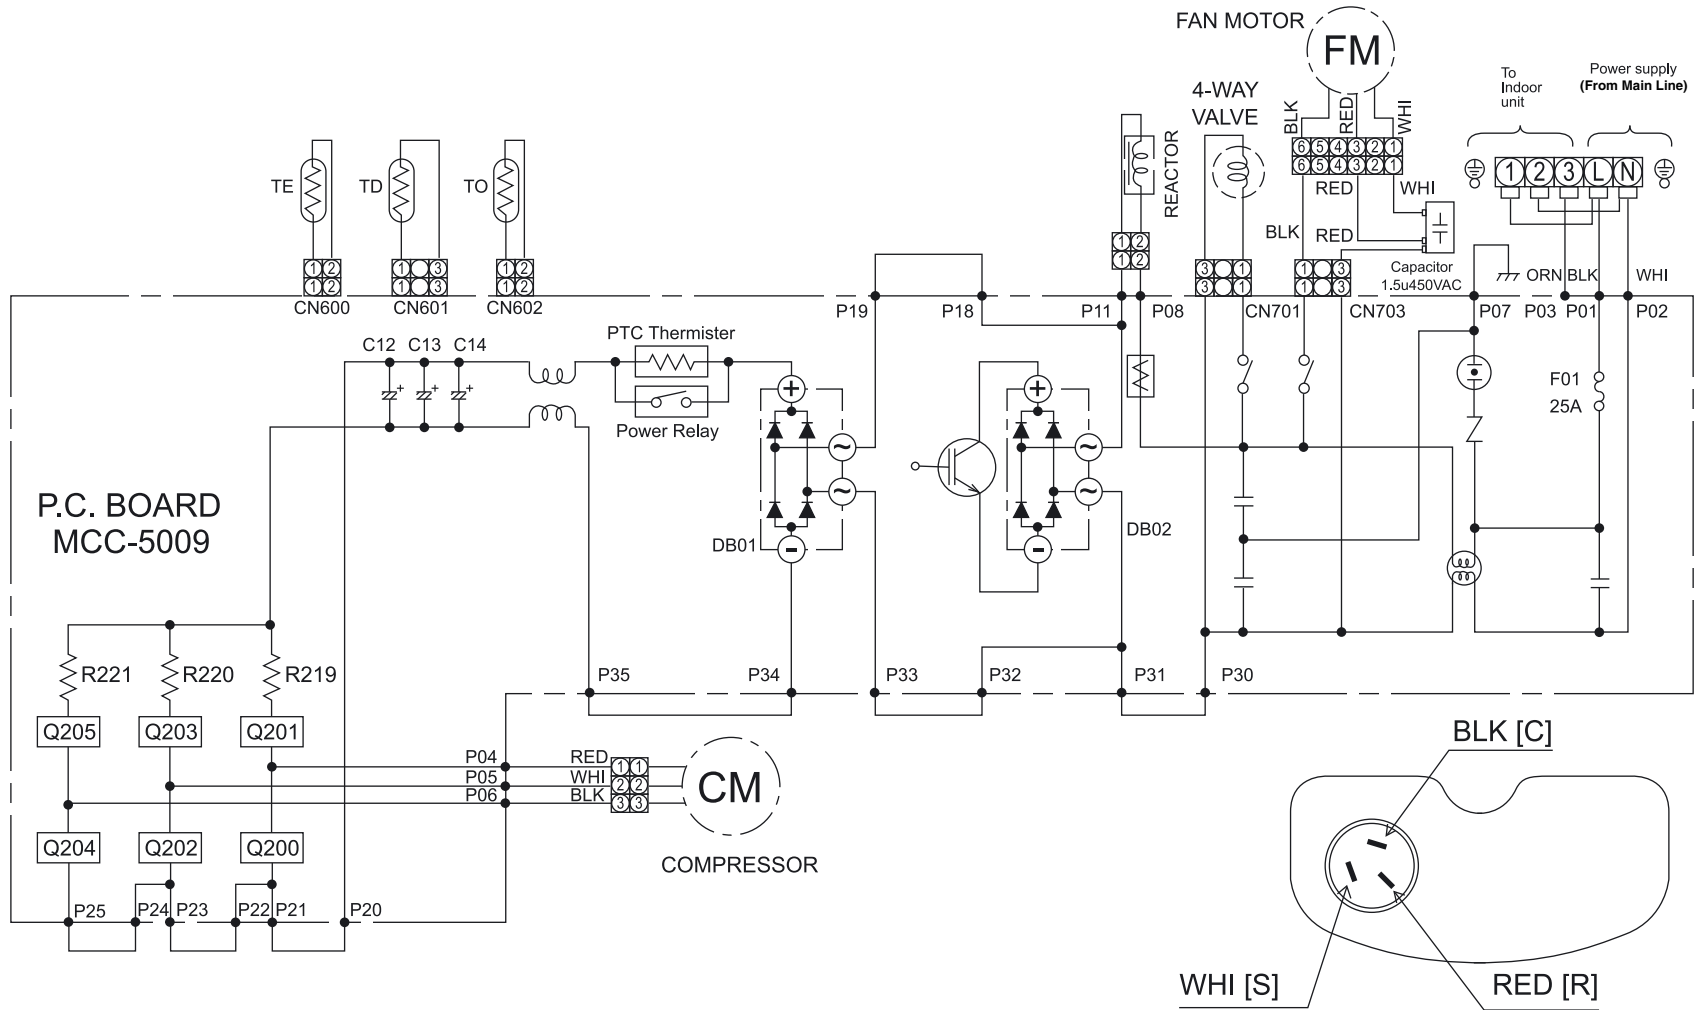 FAN MOTOR
FM
4-WAY
VALVE
REACTOR
BLK
RED
WHI
6 5 4 3 2 1
6 5 4 3 2 1
RED
WHI
BLK
RED
Capacitor
1.5u450VAC
To
Indoor
unit
Power supply
(From Main Line)
1 2 3 L N
ORN
BLK
WHI
TE
TD
TO
1 2
1 2
CN600
1 3
1 3
CN601
1 2
1 2
CN602
1 2
1 2
3 1
3 1
CN701
1 3
1 3
CN703
P19
P18
P11
P08
P07
P03
P01
P02
C12
C13
C14
+
+
+
PTC Thermister
Power Relay
+
~
~
-
DB01
+
~
~
-
DB02
F01
25A
P.C. BOARD
MCC-5009
R221
R220
R219
Q205
Q203
Q201
Q204
Q202
Q200
P35
P34
P33
P32
P31
P30
P04
P05
P06
RED
WHI
BLK
1 1
2 2
3 3
CM
COMPRESSOR
P25
P24
P23
P22
P21
P20
BLK [C]
WHI [S]
RED [R]